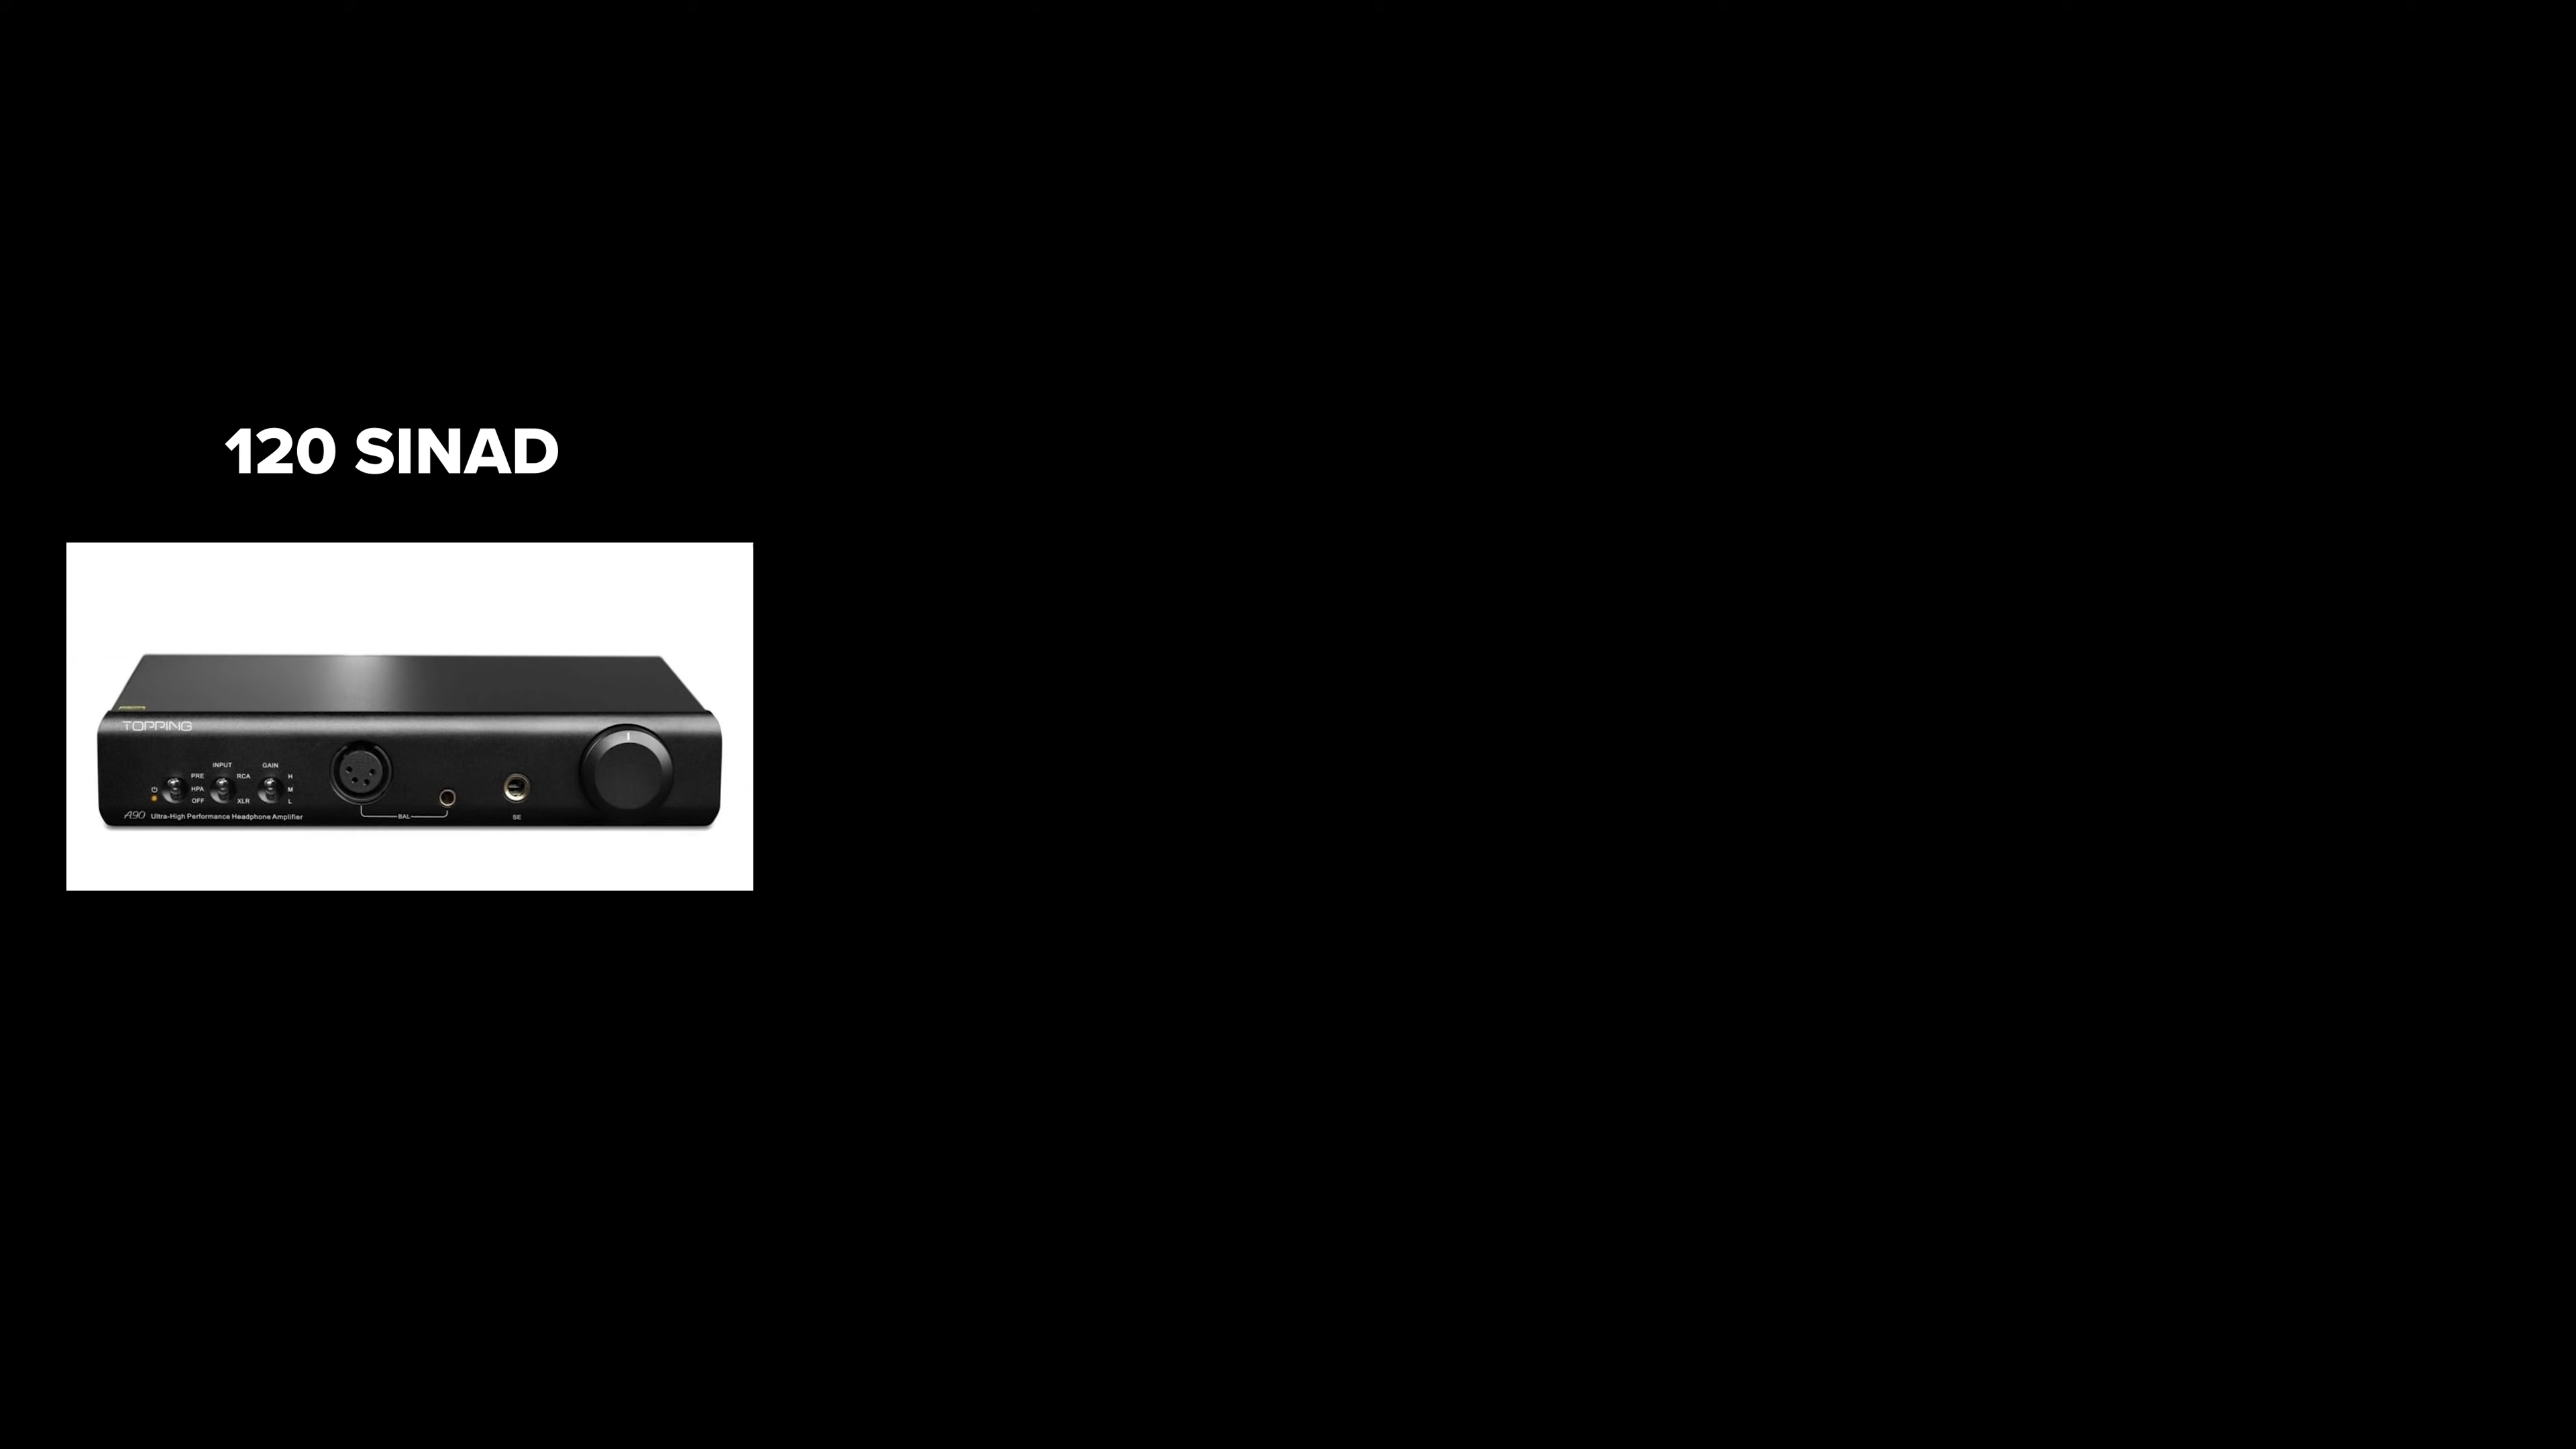 120 SINAD
TOPPING
INPUT
GAIN
PRE
RCA
H
HPA
M
OFF
XLR
L
A90 Ultra-High Performance Headphone Amplifier
BAL
SE